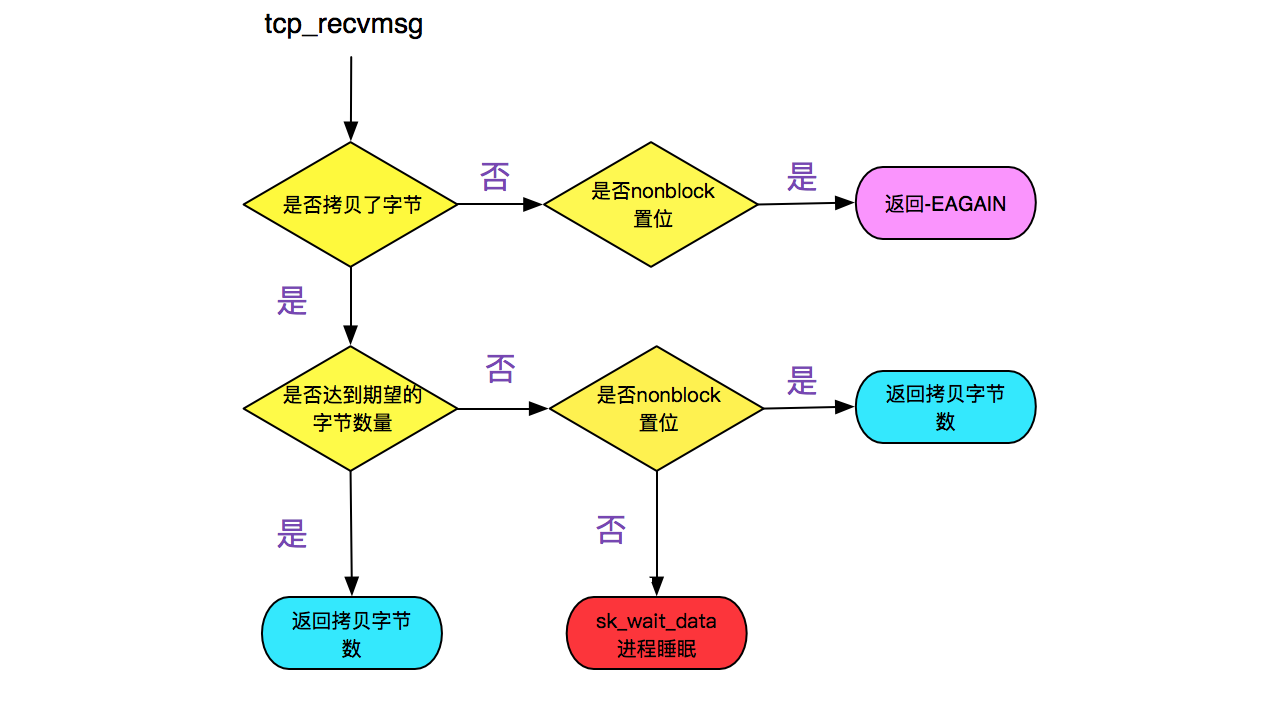 tcp_recvmsg
是否拷贝了字节
否
是否nonblock
置位
是
返回-EAGAIN
是
是否达到期望的
字节数量
否
是否nonblock
置位
是
返回拷贝字节
数
是
否
返回拷贝字节
数
sk_wait_data
进程睡眠